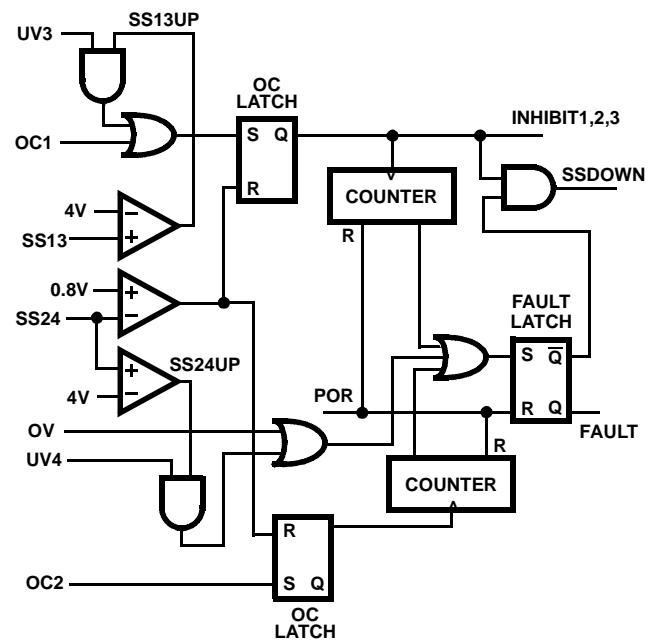 SS13UP
UV3
OC
LATCH
INHIBIT1,2,3
S Q
OC1
R
SSDOWN
4V
−
COUNTER
SS13
+
R
0.8V
+
FAULT
LATCH
SS24
−
S Q
+
SS24UP
4V
−
POR
R Q
OV
FAULT
UV4
R
COUNTER
R
OC2
S Q
OC
LATCH